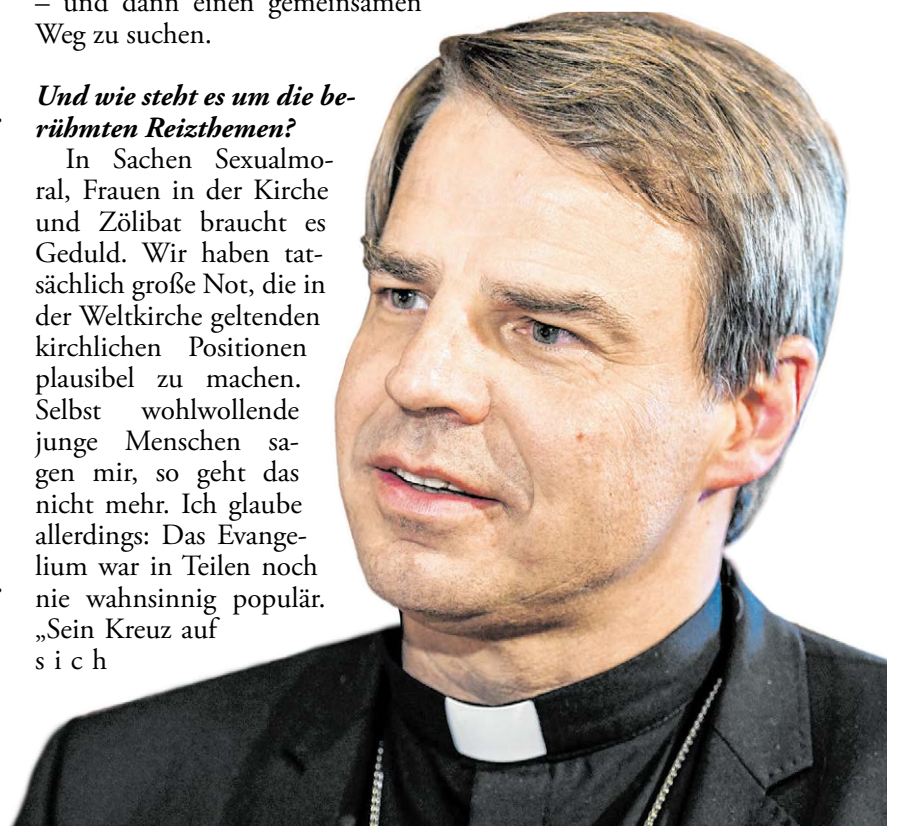 – und dann einen gemeinsamen
Weg zu suchen.
Und wie steht es um die be-
rühmten Reizthemen?
In Sachen Sexualmo-
ral, Frauen in der Kirche
und Zölibat braucht es
Geduld. Wir haben tat-
sächlich große Not, die in
der Weltkirche geltenden
kirchlichen Positionen
plausibel zu machen.
Selbst wohlwollende
junge Menschen sa-
gen mir, so geht das
nicht mehr. Ich glaube
allerdings: Das Evange-
lium war in Teilen noch
nie wahnsinnig populär.
„Sein Kreuz auf
sich